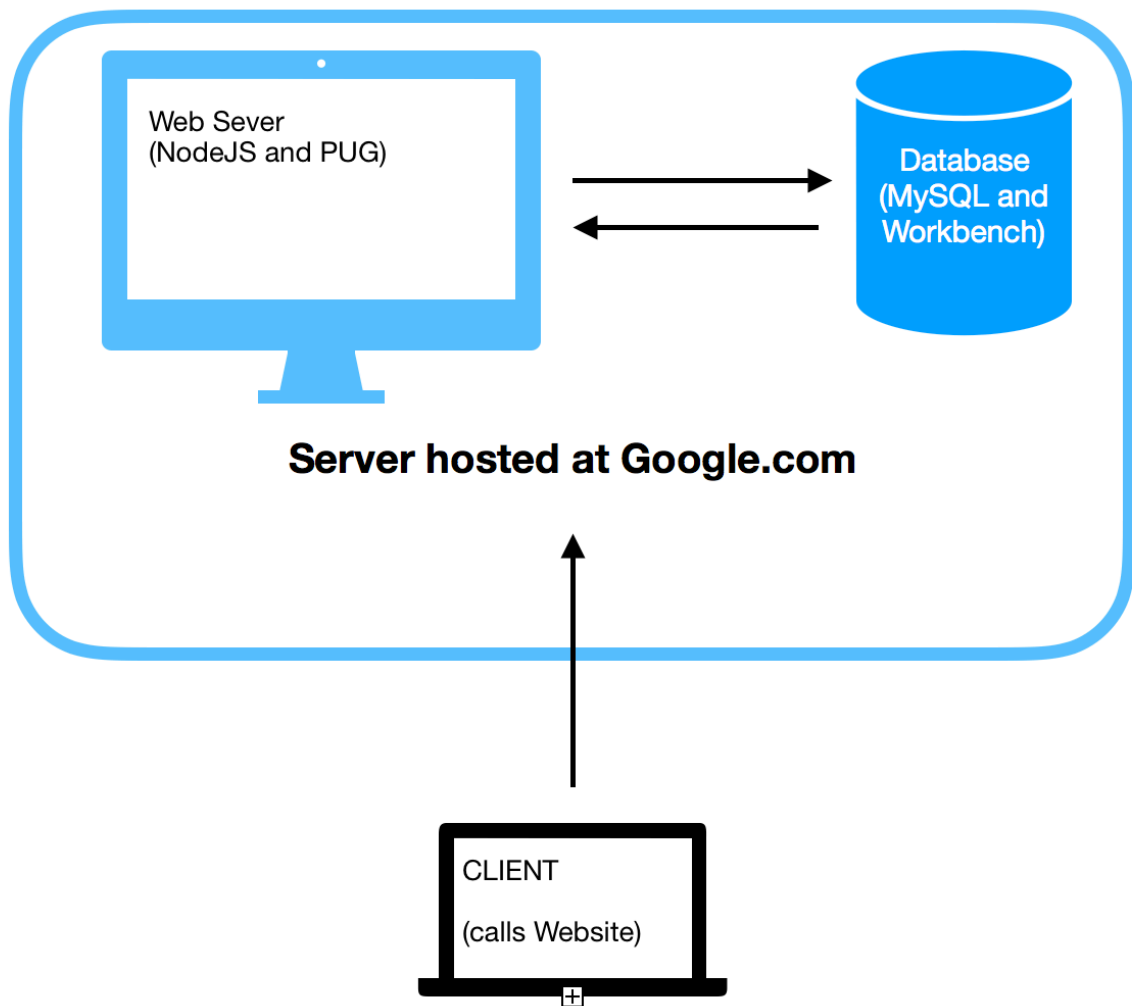 Web Sever
(NodeJS and PUG)
Database
(MySQL and
Workbench)
Server hosted at Google.com
CLIENT
(calls Website)